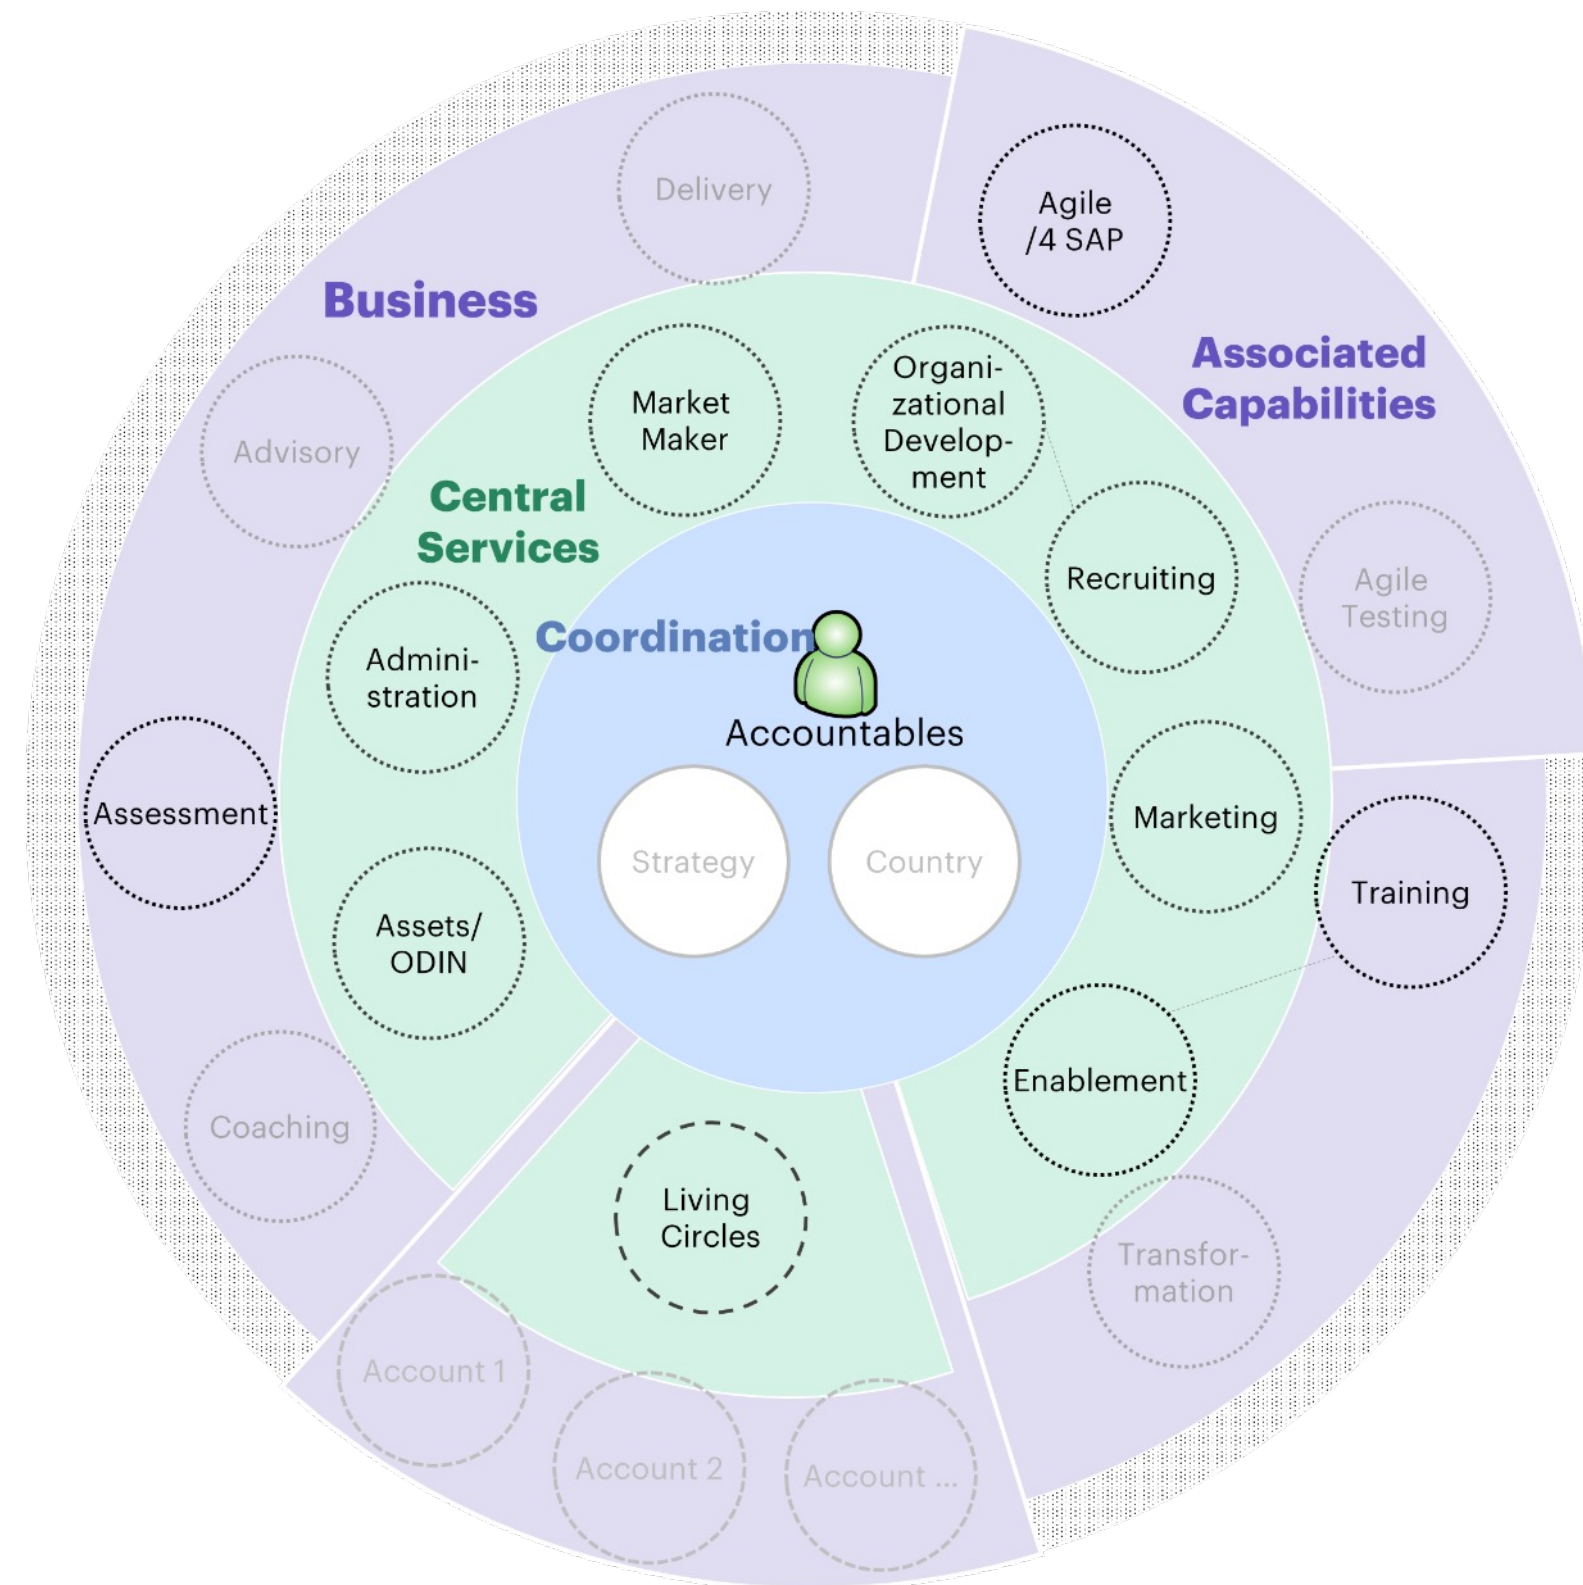 Delivery
Agile
/4 SAP
Business
Associated
Capabilities
Advisory
Market
Maker
Organi-
zational
Develop-
ment
Central
Services
Recruiting
Agile
Testing
Coordination
Admini-
stration
Accountables
Assessment
Strategy
Country
Marketing
Training
Assets/
ODIN
Enablement
Coaching
Living
Circles
Transfor-
mation
Account 1
Account 2
Account ...